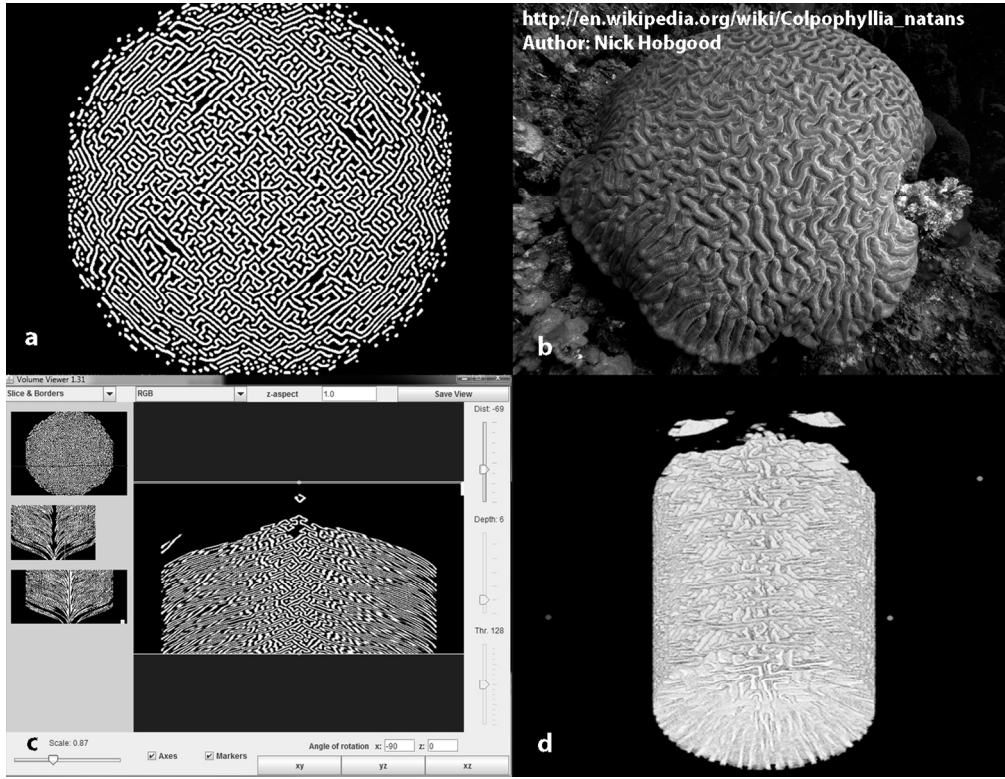 http://en.wikipedia.org/wiki/Colpophyllia_natans
Author: Nick Hobgood
a
b
Volume Viewer 1.31
Slice & Borders
RGB
z-aspect
1.0
Save View
Dist: -69
Depth: 6
Thr. 128
c
Scale: 0.87
Axes
Markers
Angle of rotation x: -90 z: 0
xy
yz
xz
d